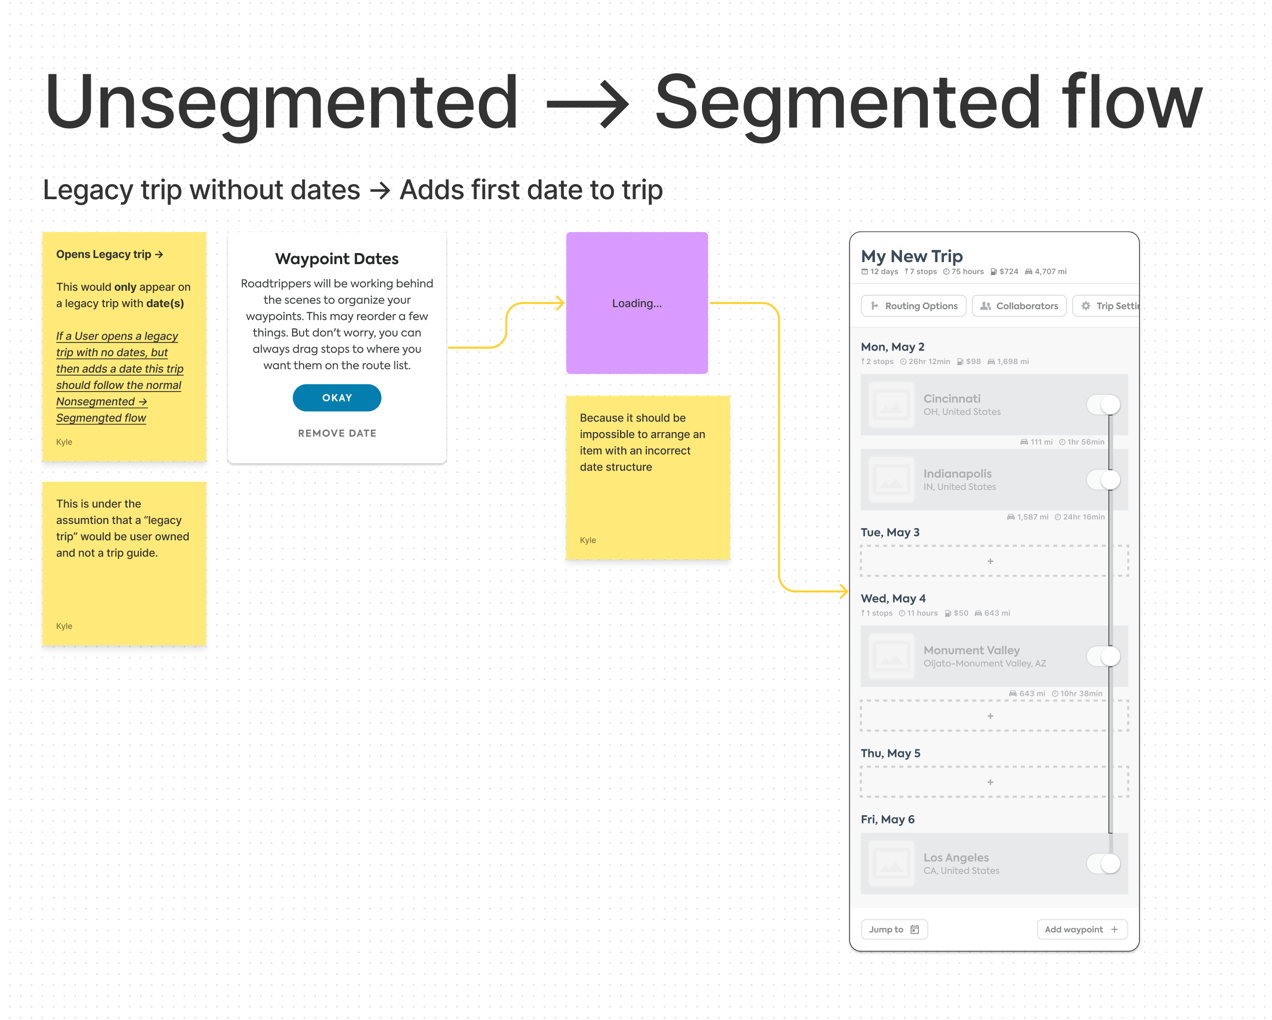 Unsegmented → Segmented flow
Legacy trip without dates → Adds first date to trip
Opens Legacy trip →
This would only appear on
a legacy trip with date(s)
If a User opens a legacy
trip with no dates, but
then adds a date this trip
should follow the normal
Nonsegmented →
Segmengted flow
Kyle
This is under the
assumtion that a “legacy
trip” would be user owned
and not a trip guide.
Kyle
Waypoint Dates
Roadtrippers will be working behind
the scenes to organize your
waypoints. This may reorder a few
things. But don't worry, you can
always drag stops to where you
want them on the route list.
OKAY
REMOVE DATE
Loading...
Because it should be
impossible to arrange an
item with an incorrect
date structure
Kyle
My New Trip
12 days 7 stops 75 hours $724 4,707 mi
Routing Options Collaborators Trip Setti
Mon, May 2
2 stops 26hr 12min $98 1,698 mi
Cincinnati
OH, United States
111 mi 1hr 56min
Indianapolis
IN, United States
1,587 mi 24hr 16min
Tue, May 3
+
Wed, May 4
1 stops 11 hours $50 643 mi
Monument Valley
Oljato-Monument Valley, AZ
643 mi 10hr 38min
+
Thu, May 5
+
Fri, May 6
Los Angeles
CA, United States
Jump to
Add waypoint +